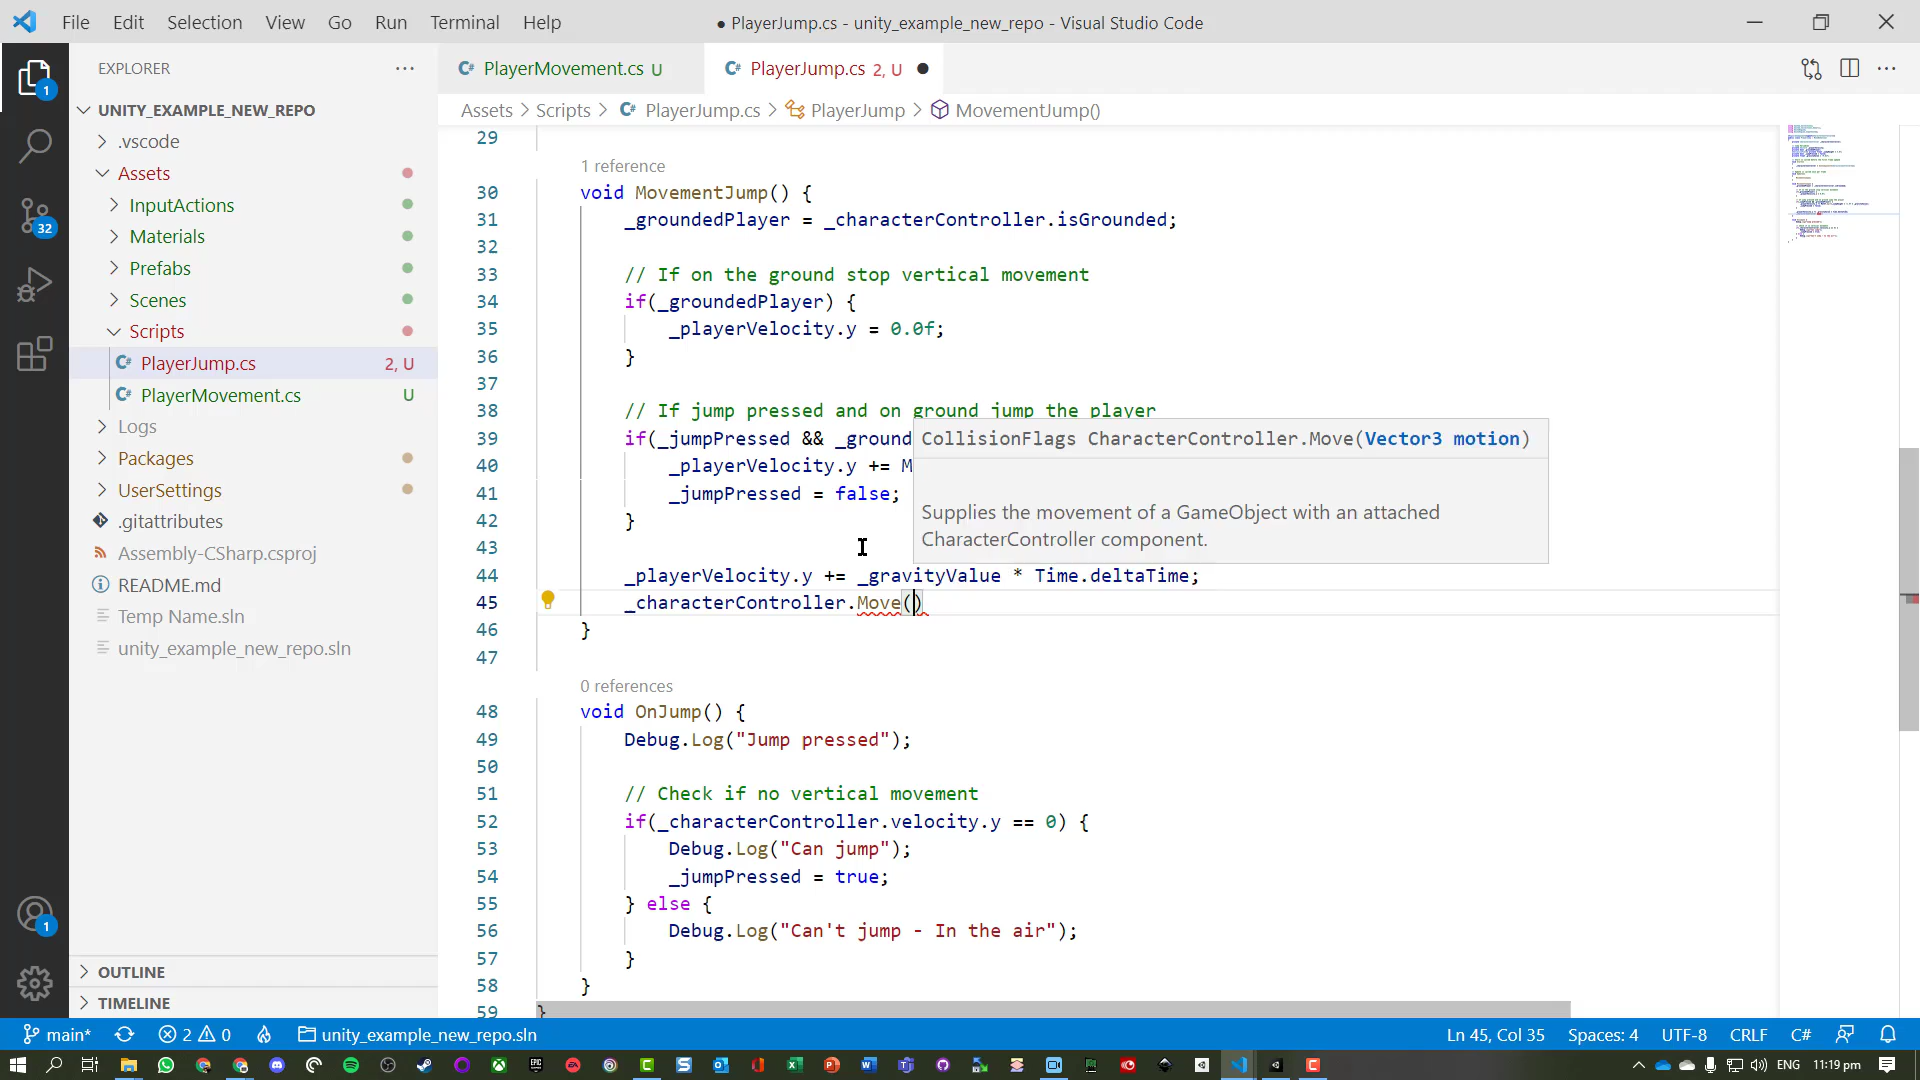 File Edit Selection View Go Run Terminal Help
● PlayerJump.cs - unity_example_new_repo - Visual Studio Code
EXPLORER
PlayerMovement.cs U
PlayerJump.cs 2, U
Assets > Scripts > PlayerJump.cs > PlayerJump > MovementJump()
UNITY_EXAMPLE_NEW_REPO
.vscode
Assets
InputActions
Materials
Prefabs
Scenes
Scripts
PlayerJump.cs 2, U
PlayerMovement.cs U
Logs
Packages
UserSettings
.gitattributes
Assembly-CSharp.csproj
README.md
Temp Name.sln
unity_example_new_repo.sln
OUTLINE
TIMELINE
1
32
1
29
1 reference
30 void MovementJump() {
31 _groundedPlayer = _characterController.isGrounded;
32
33 // If on the ground stop vertical movement
34 if(_groundedPlayer) {
35 _playerVelocity.y = 0.0f;
36 }
37
38 // If jump pressed and on ground jump the player
39 if(_jumpPressed && _ground
40 _playerVelocity.y += M
41 _jumpPressed = false;
42 }
43
44 _playerVelocity.y += _gravityValue * Time.deltaTime;
45 _characterController.Move()
46 }
47
0 references
48 void OnJump() {
49 Debug.Log("Jump pressed");
50
51 // Check if no vertical movement
52 if(_characterController.velocity.y == 0) {
53 Debug.Log("Can jump");
54 _jumpPressed = true;
55 } else {
56 Debug.Log("Can't jump - In the air");
57 }
58 }
59 }
CollisionFlags CharacterController.Move(Vector3 motion)
Supplies the movement of a GameObject with an attached
CharacterController component.
main* 2 0 unity_example_new_repo.sln
Ln 45, Col 35 Spaces: 4 UTF-8 CRLF C#
ENG 11:19 pm